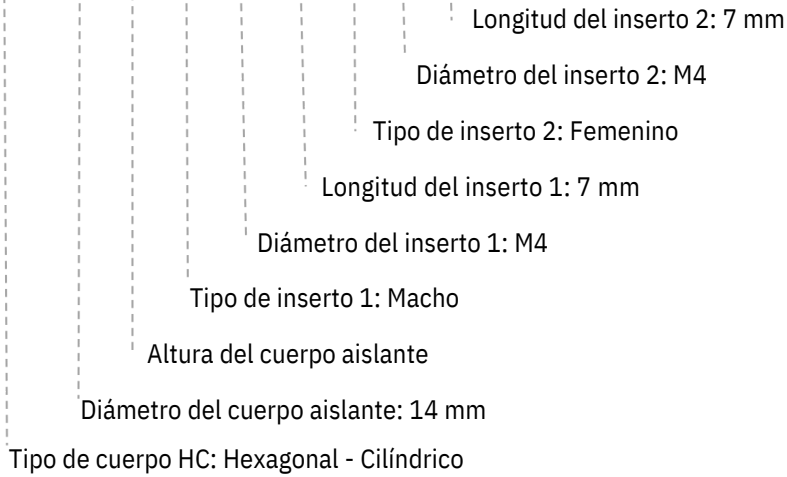 Longitud del inserto 2: 7 mm
Diámetro del inserto 2: M4
Tipo de inserto 2: Femenino
Longitud del inserto 1: 7 mm
Diámetro del inserto 1: M4
Tipo de inserto 1: Macho
Altura del cuerpo aislante
Diámetro del cuerpo aislante: 14 mm
Tipo de cuerpo HC: Hexagonal - Cilíndrico